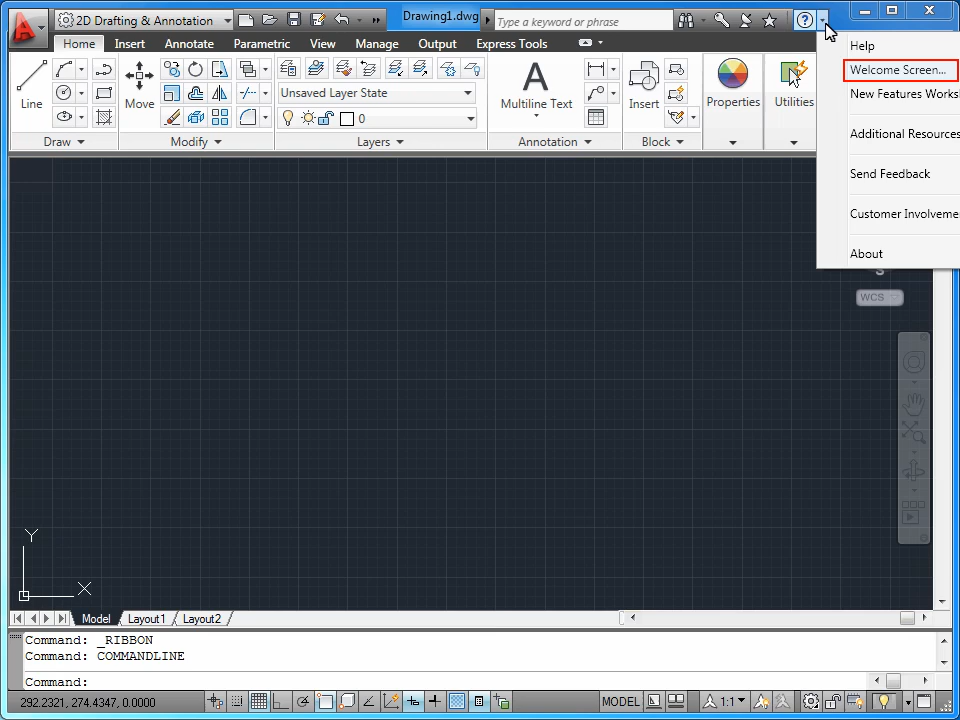 2D Drafting & Annotation
Drawing1.dwg
Type a keyword or phrase
Home Insert Annotate Parametric View Manage Output Express Tools
Line
Move
Unsaved Layer State
0
Multiline Text
Insert
Properties
Utilities
Draw
Modify
Layers
Annotation
Block
Help
Welcome Screen...
New Features Works
Additional Resources
Send Feedback
Customer Involveme
About
WCS
Y
X
Model Layout1 Layout2
Command: _RIBBON
Command: COMMANDLINE
Command:
292.2321, 274.4347, 0.0000
MODEL
1:1